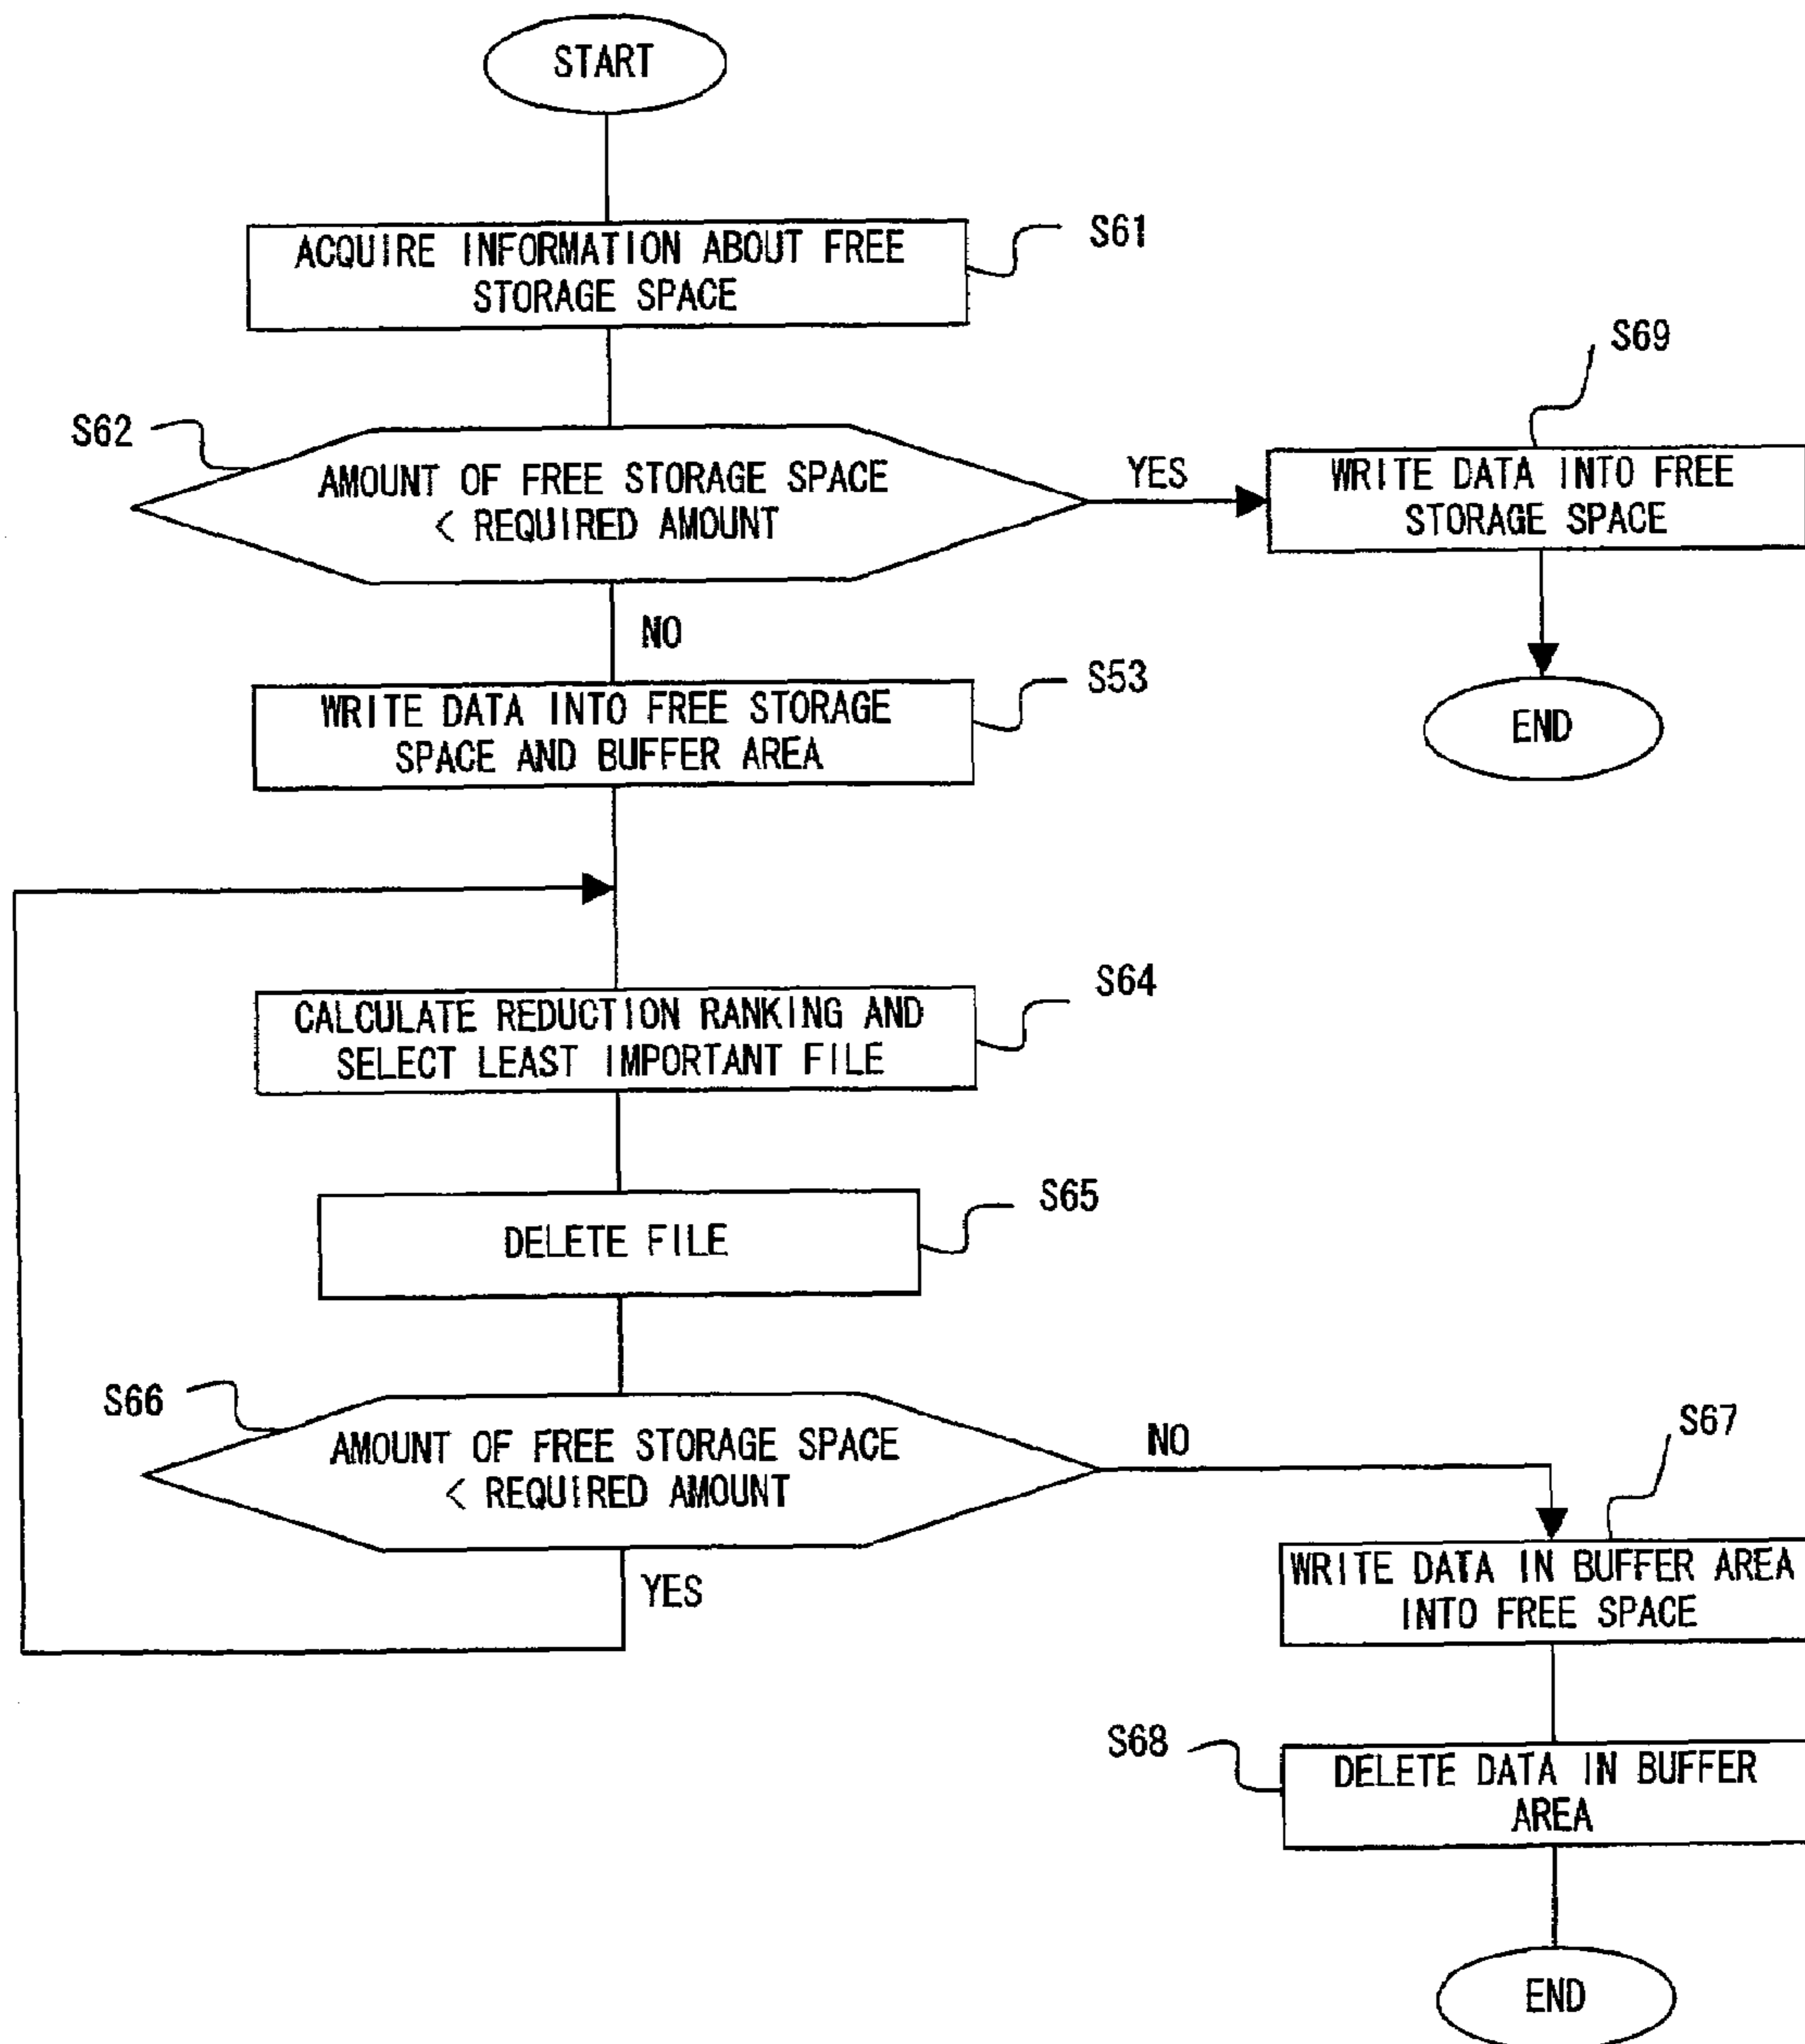 START
ACQUIRE INFORMATION ABOUT FREE
STORAGE SPACE
S61
S62
AMOUNT OF FREE STORAGE SPACE
< REQUIRED AMOUNT
YES
S69
WRITE DATA INTO FREE
STORAGE SPACE
END
NO
S53
WRITE DATA INTO FREE STORAGE
SPACE AND BUFFER AREA
S64
CALCULATE REDUCTION RANKING AND
SELECT LEAST IMPORTANT FILE
S65
DELETE FILE
S66
AMOUNT OF FREE STORAGE SPACE
< REQUIRED AMOUNT
NO
YES
S67
WRITE DATA IN BUFFER AREA
INTO FREE SPACE
S68
DELETE DATA IN BUFFER
AREA
END